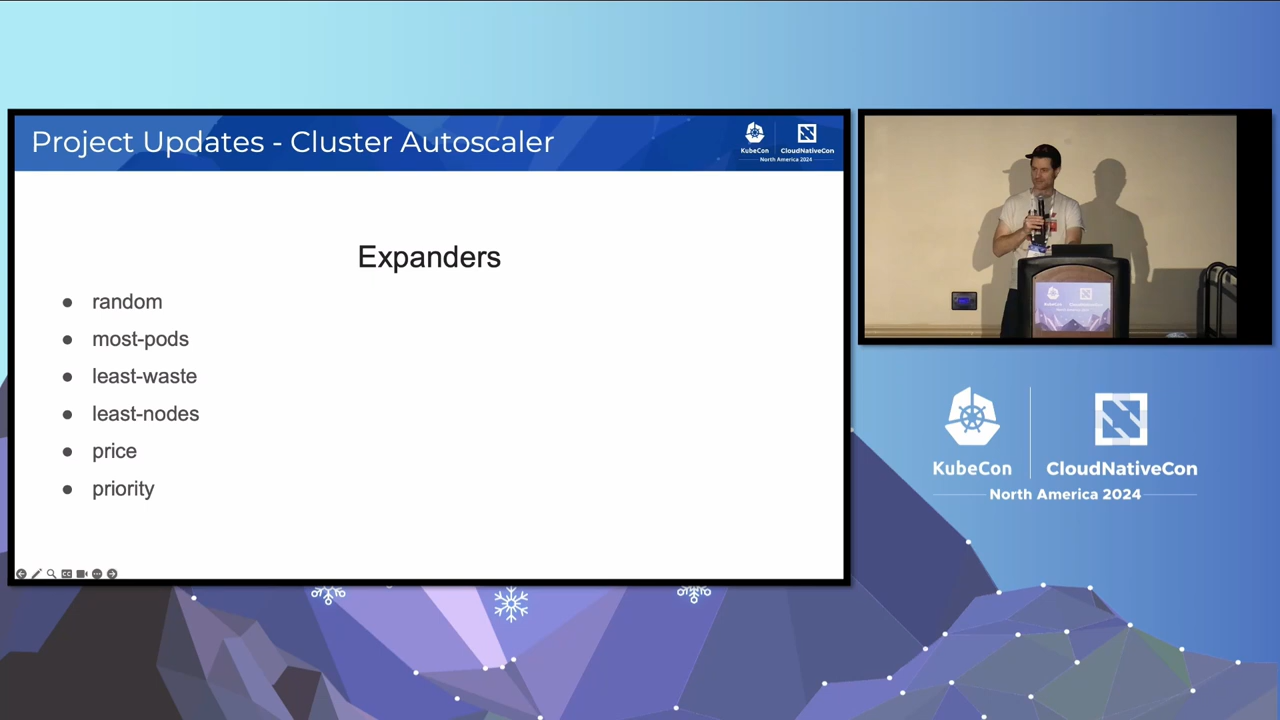 Project Updates - Cluster Autoscaler
KubeCon
CloudNativeCon
North America 2024
Expanders
● random
● most-pods
● least-waste
● least-nodes
● price
● priority
KubeCon
CloudNativeCon
North America 2024